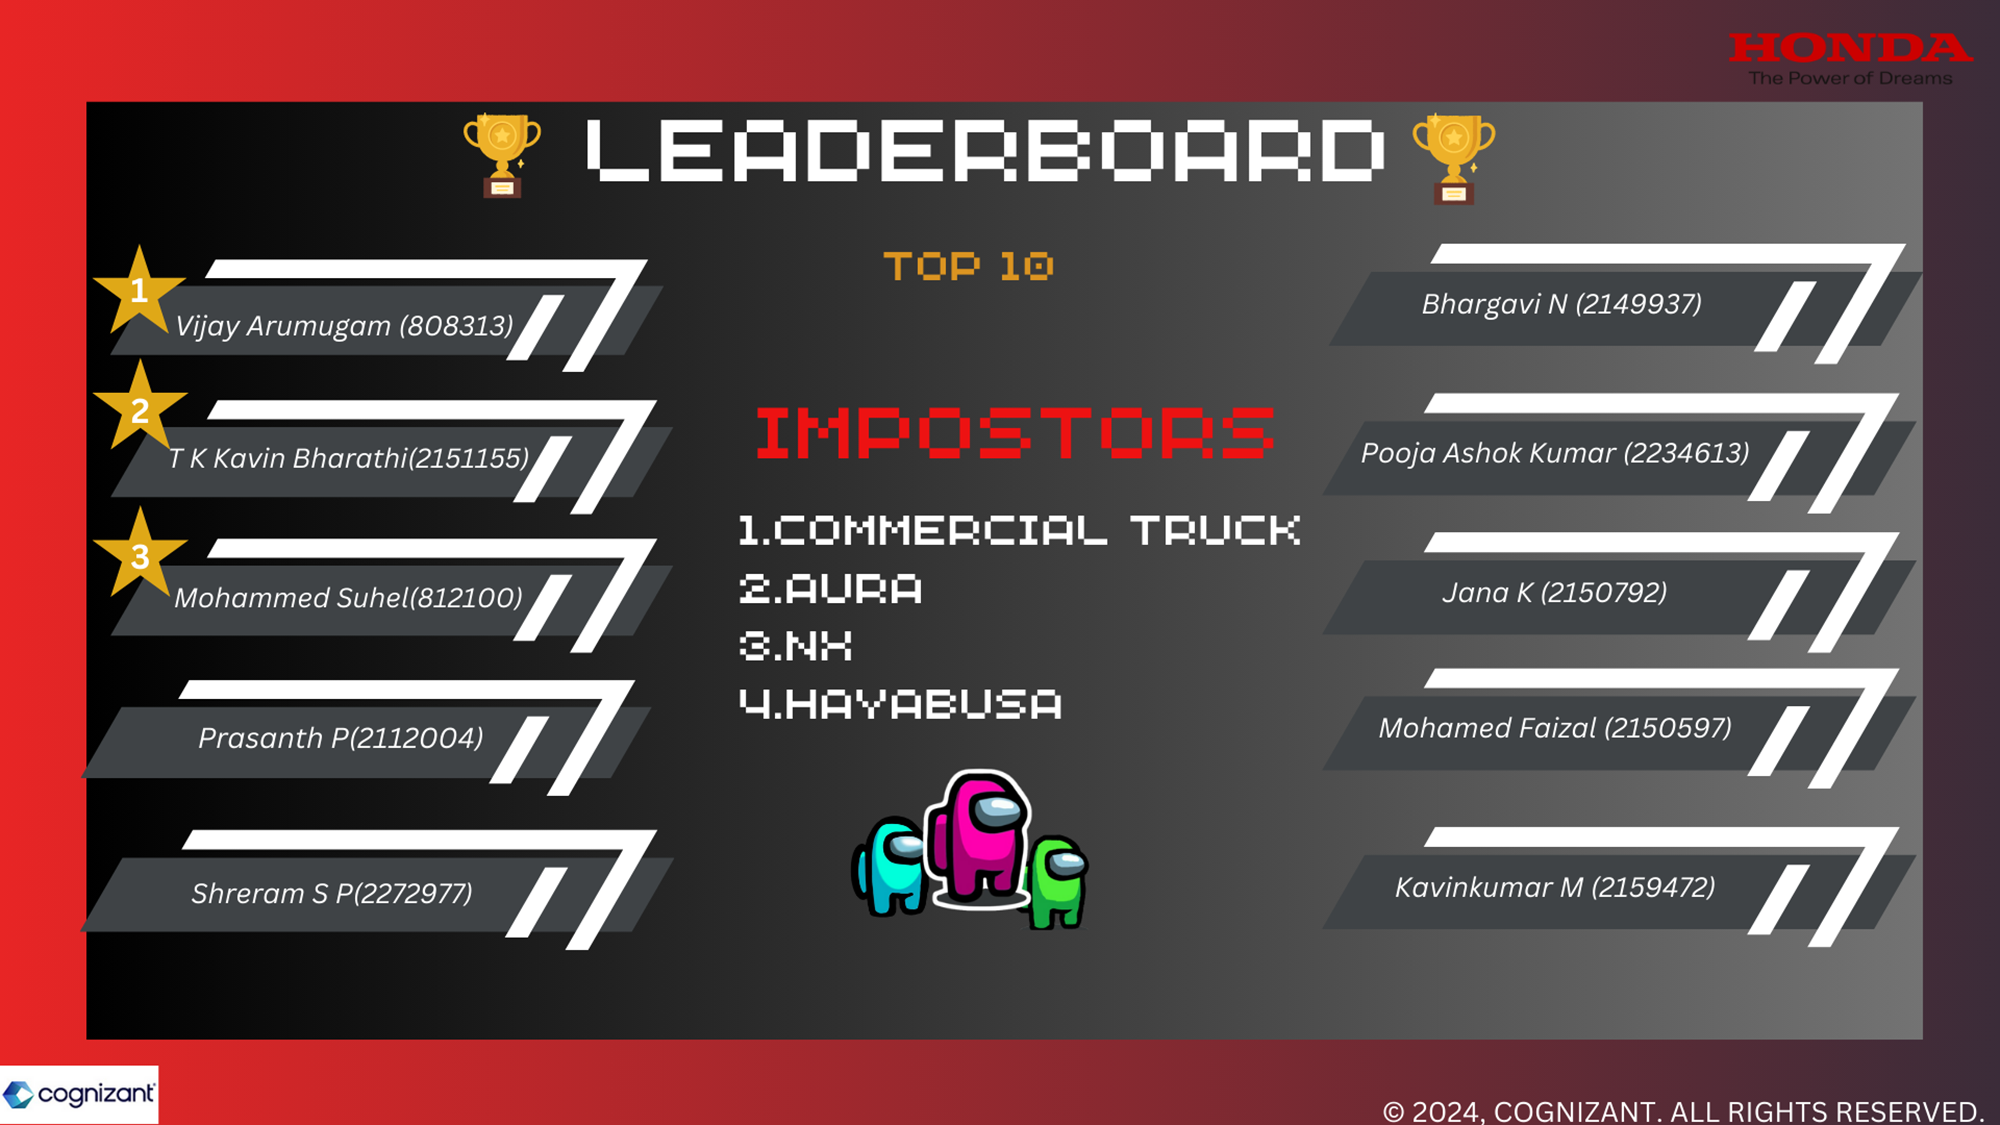 HONDA
The Power of Dreams
LEADERBOARD
TOP 10
1
Vijay Arumugam (808313)
2
T K Kavin Bharathi(2151155)
3
Mohammed Suhel(812100)
Prasanth P(2112004)
Shreram S P(2272977)
IMPOSTORS
1.COMMERCIAL TRUCK
2.AURA
3.NX
4.HAYABUSA
Bhargavi N (2149937)
Pooja Ashok Kumar (2234613)
Jana K (2150792)
Mohamed Faizal (2150597)
Kavinkumar M (2159472)
cognizant
© 2024, COGNIZANT. ALL RIGHTS RESERVED.